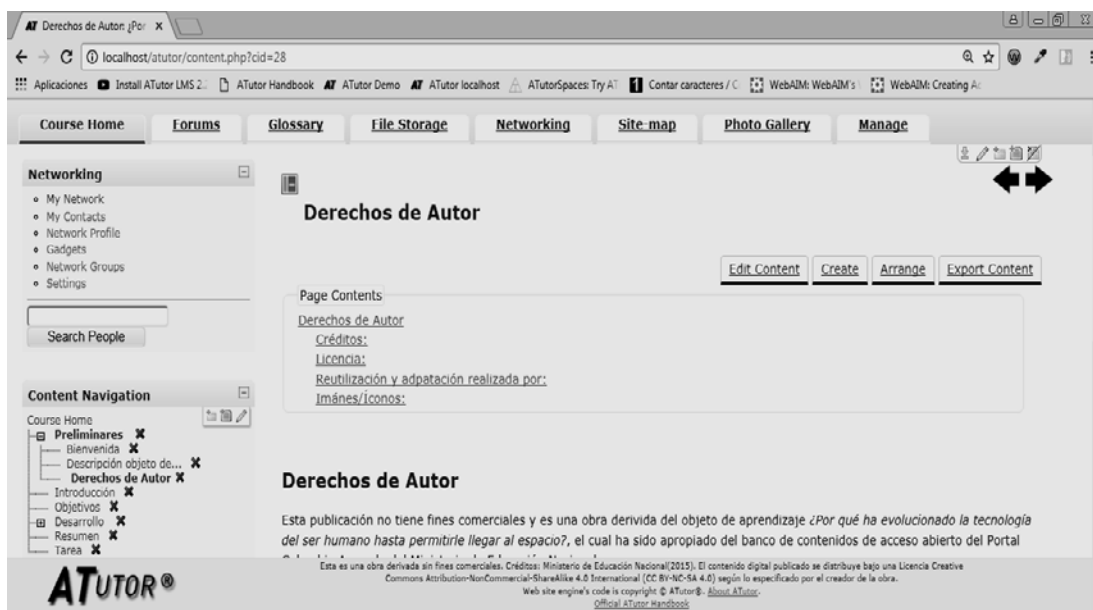 AT Derechos de Autor: ¿Por
localhost/atutor/content.php?cid=28
Aplicaciones Install ATutor LMS 2.2 ATutor Handbook ATutor Demo ATutor localhost ATutorSpaces: Try AT Contar caracteres / C WebAIM: WebAIM's WebAIM: Creating Ac
Course Home Forums Glossary File Storage Networking Site-map Photo Gallery Manage
Networking
My Network
My Contacts
Network Profile
Gadgets
Network Groups
Settings
Search People
Content Navigation
Course Home
Preliminares
Bienvenida
Descripción objeto de...
Derechos de Autor
Introducción
Objetivos
Desarrollo
Resumen
Tarea
Derechos de Autor
Edit Content Create Arrange Export Content
Page Contents
Derechos de Autor
Créditos:
Licencia:
Reutilización y adpatación realizada por:
Imánes/Íconos:
Derechos de Autor
Esta publicación no tiene fines comerciales y es una obra derivida del objeto de aprendizaje ¿Por qué ha evolucionado la tecnología
del ser humano hasta permitirle llegar al espacio?, el cual ha sido apropiado del banco de contenidos de acceso abierto del Portal
ATUTOR®
Esta es una obra derivada sin fines comerciales. Créditos: Ministerio de Educación Nacional(2015). El contenido digital publicado se distribuye bajo una Licencia Creative
Commons Attribution-NonCommercial-ShareAlike 4.0 International (CC BY-NC-SA 4.0) según lo especificado por el creador de la obra.
Web site engine's code is copyright © ATutor®. About ATutor.
Official ATutor Handbook